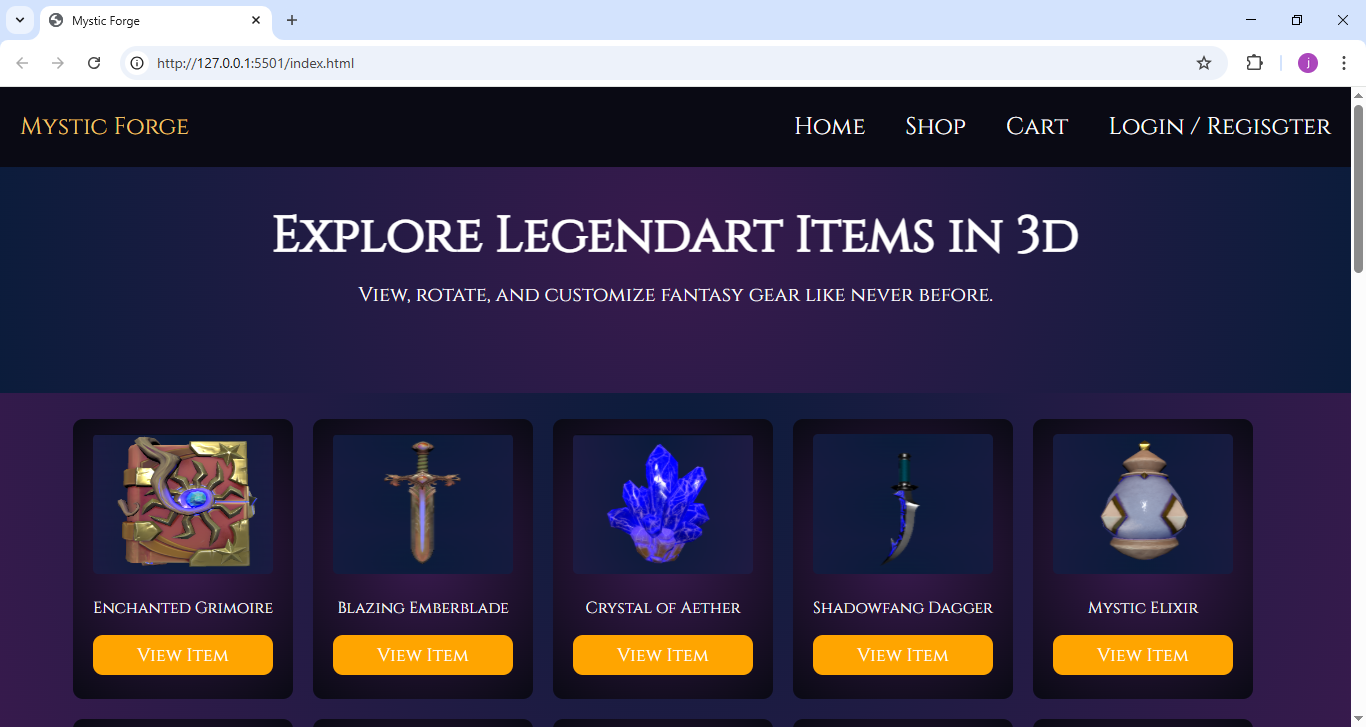 Mystic Forge
http://127.0.0.1:5501/index.html
j
Mystic Forge Home Shop Cart Login / Regisgter
Explore Legendart Items in 3D
View, rotate, and customize fantasy gear like never before.
Enchanted Grimoire Blazing Emberblade Crystal of Aether Shadowfang Dagger Mystic Elixir
View Item View Item View Item View Item View Item